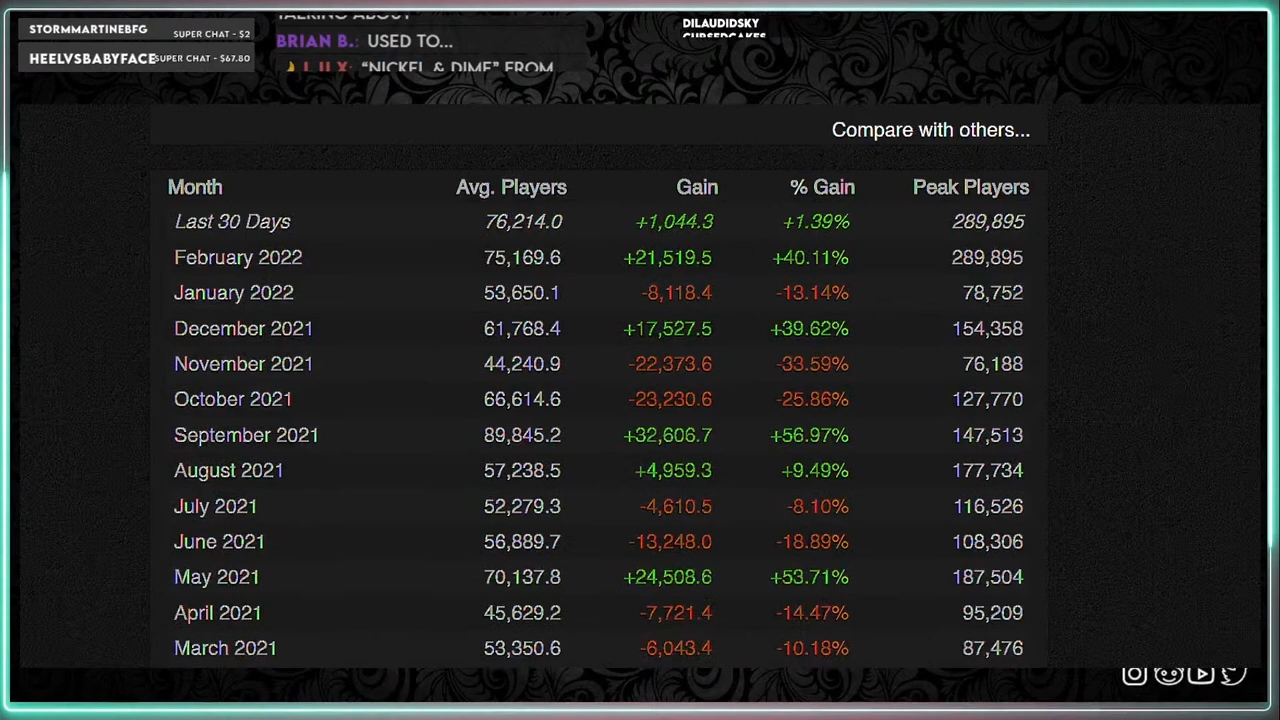 STORMMARTINEBFG SUPER CHAT - $2
HEELVSBABYFACE SUPER CHAT - $67.80
TALKING ABOUT
BRIAN B.: USED TO...
"NICKEL & DIME" FROM
DILAUDIDSKY
CURSEDCAKES
Compare with others...
Month Avg. Players Gain % Gain Peak Players
Last 30 Days 76,214.0 +1,044.3 +1.39% 289,895
February 2022 75,169.6 +21,519.5 +40.11% 289,895
January 2022 53,650.1 -8,118.4 -13.14% 78,752
December 2021 61,768.4 +17,527.5 +39.62% 154,358
November 2021 44,240.9 -22,373.6 -33.59% 76,188
October 2021 66,614.6 -23,230.6 -25.86% 127,770
September 2021 89,845.2 +32,606.7 +56.97% 147,513
August 2021 57,238.5 +4,959.3 +9.49% 177,734
July 2021 52,279.3 -4,610.5 -8.10% 116,526
June 2021 56,889.7 -13,248.0 -18.89% 108,306
May 2021 70,137.8 +24,508.6 +53.71% 187,504
April 2021 45,629.2 -7,721.4 -14.47% 95,209
March 2021 53,350.6 -6,043.4 -10.18% 87,476